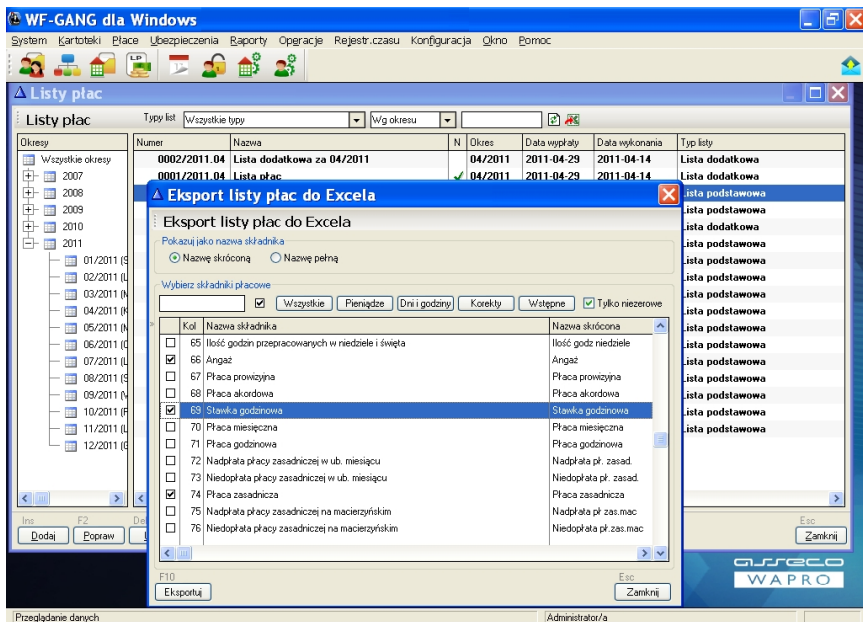 WF-GANG dla Windows
System Kartoteki Płace Ubezpieczenia Raporty Operacje Rejestr.czasu Konfiguracja Okno Pomoc
LP
Listy płac
Listy płac Typy list Wszystkie typy Wg okresu
Okresy Numer Nazwa N Okres Data wypłaty Data wykonania Typ listy
Wszystkie okresy 0002/2011.04 Lista dodatkowa za 04/2011 04/2011 2011-04-29 2011-04-14 Lista dodatkowa
2007 0001/2011.04 Lista płac 04/2011 2011-04-29 2011-04-14 Lista dodatkowa
2008 Lista podstawowa
2009 Lista podstawowa
2010 Lista dodatkowa
2011 Lista podstawowa
01/2011 Lista podstawowa
02/2011 (L Lista podstawowa
03/2011 Lista podstawowa
04/2011 Lista podstawowa
05/2011 Lista podstawowa
06/2011 Lista podstawowa
07/2011 (L Lista podstawowa
08/2011 Lista podstawowa
09/2011 Lista podstawowa
10/2011 Lista podstawowa
11/2011 (L Lista podstawowa
12/2011
Eksport listy płac do Excela
Eksport listy płac do Excela
Pokazuj jako nazwa składnika
Nazwę skróconą Nazwę pełną
Wybierz składniki płacowe
Wszystkie Pieniądze Dni i godziny Korekty Wstępne Tylko niezerowe
Kol Nazwa składnika Nazwa skrócona
65 Ilość godzin przepracowanych w niedziele i święta Ilość godz niedziele
66 Angaż Angaż
67 Płaca prowizyjna Płaca prowizyjna
68 Płaca akordowa Płaca akordowa
69 Stawka godzinowa Stawka godzinowa
70 Płaca miesięczna Płaca miesięczna
71 Płaca godzinowa Płaca godzinowa
72 Nadpłata płacy zasadniczej w ub. miesiącu Nadpłata pł. zasad.
73 Niedopłata płacy zasadniczej w ub. miesiącu Niedopłata pł. zasad.
74 Płaca zasadnicza Płaca zasadnicza
75 Nadpłata płacy zasadniczej na macierzyńskim Nadpłata pł zas.mac
76 Niedopłata płacy zasadniczej na macierzyńskim Niedopłata pł.zas.mac
F10 Esc
Eksportuj Zamknij
Ins F2 Del Esc
Dodaj Popraw Zamknij
asseco
WAPRO
Przeglądanie danych Administrator/a